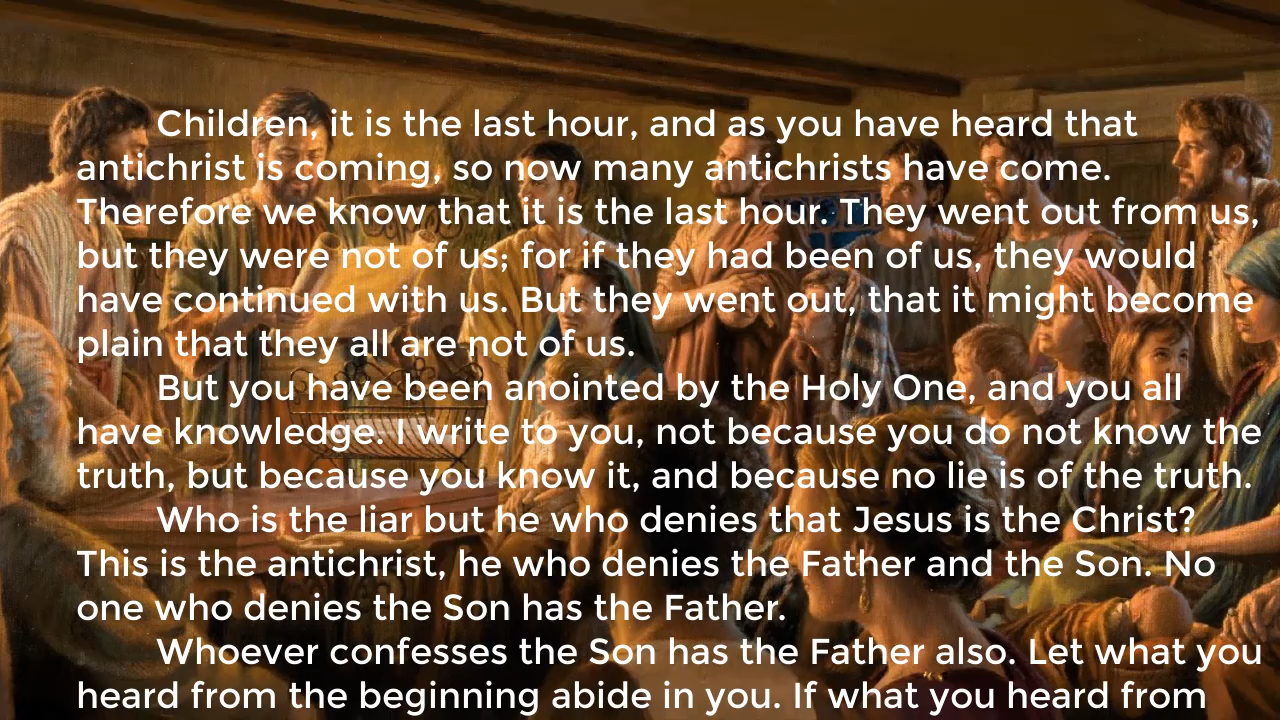 Children, it is the last hour, and as you have heard that
antichrist is coming, so now many antichrists have come.
Therefore we know that it is the last hour. They went out from us,
but they were not of us; for if they had been of us, they would
have continued with us. But they went out, that it might become
plain that they all are not of us.
But you have been anointed by the Holy One, and you all
have knowledge. I write to you, not because you do not know the
truth, but because you know it, and because no lie is of the truth.
Who is the liar but he who denies that Jesus is the Christ?
This is the antichrist, he who denies the Father and the Son. No
one who denies the Son has the Father.
Whoever confesses the Son has the Father also. Let what you
heard from the beginning abide in you. If what you heard from